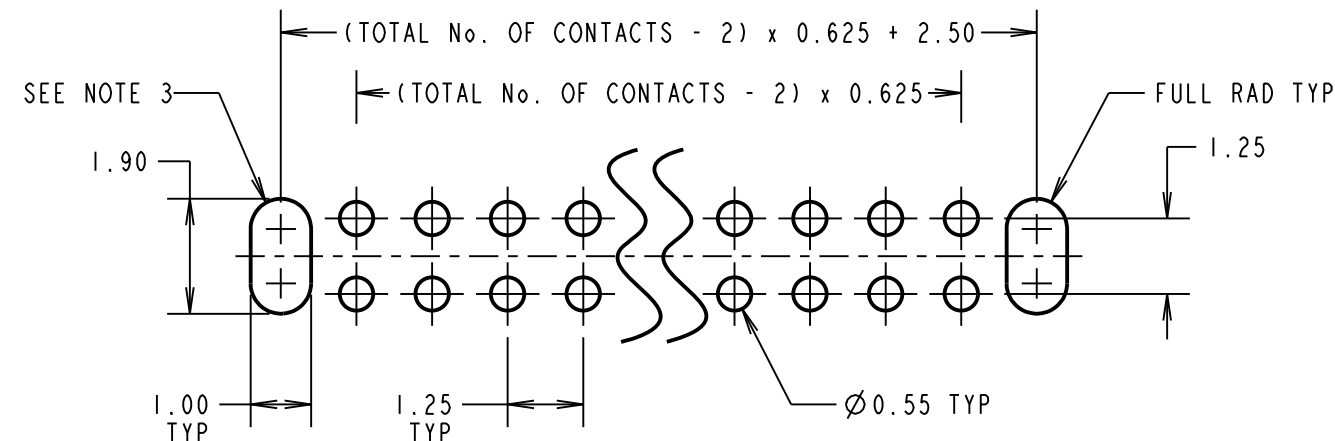 (TOTAL No. OF CONTACTS - 2) x 0.625 + 2.50
(TOTAL No. OF CONTACTS - 2) x 0.625
SEE NOTE 3
FULL RAD TYP
1.90
1.25
1.00
TYP
1.25
TYP
Ø0.55 TYP